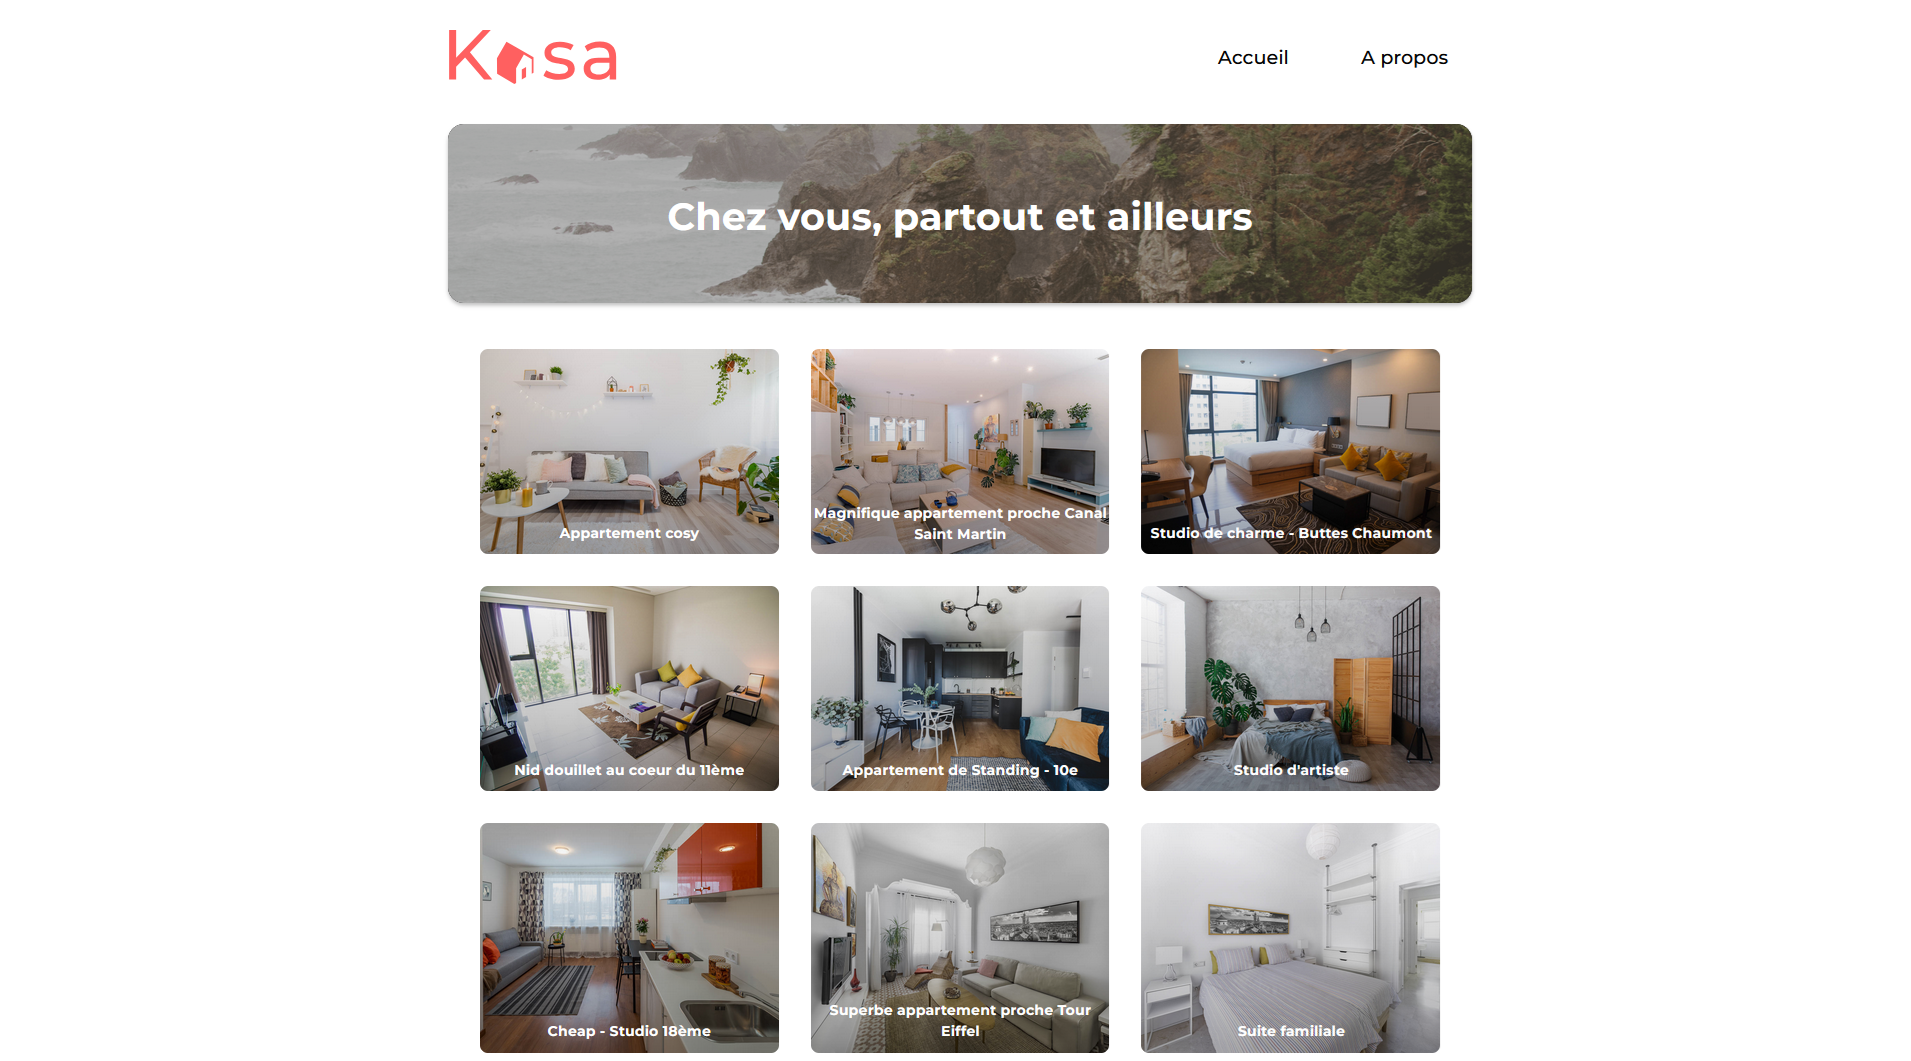 Kasa
Accueil
A propos
Chez vous, partout et ailleurs
Appartement cosy
Magnifique appartement proche Canal
Saint Martin
Studio de charme - Buttes Chaumont
Nid douillet au coeur du 11ème
Appartement de Standing - 10e
Studio d'artiste
Cheap - Studio 18ème
Superbe appartement proche Tour
Eiffel
Suite familiale